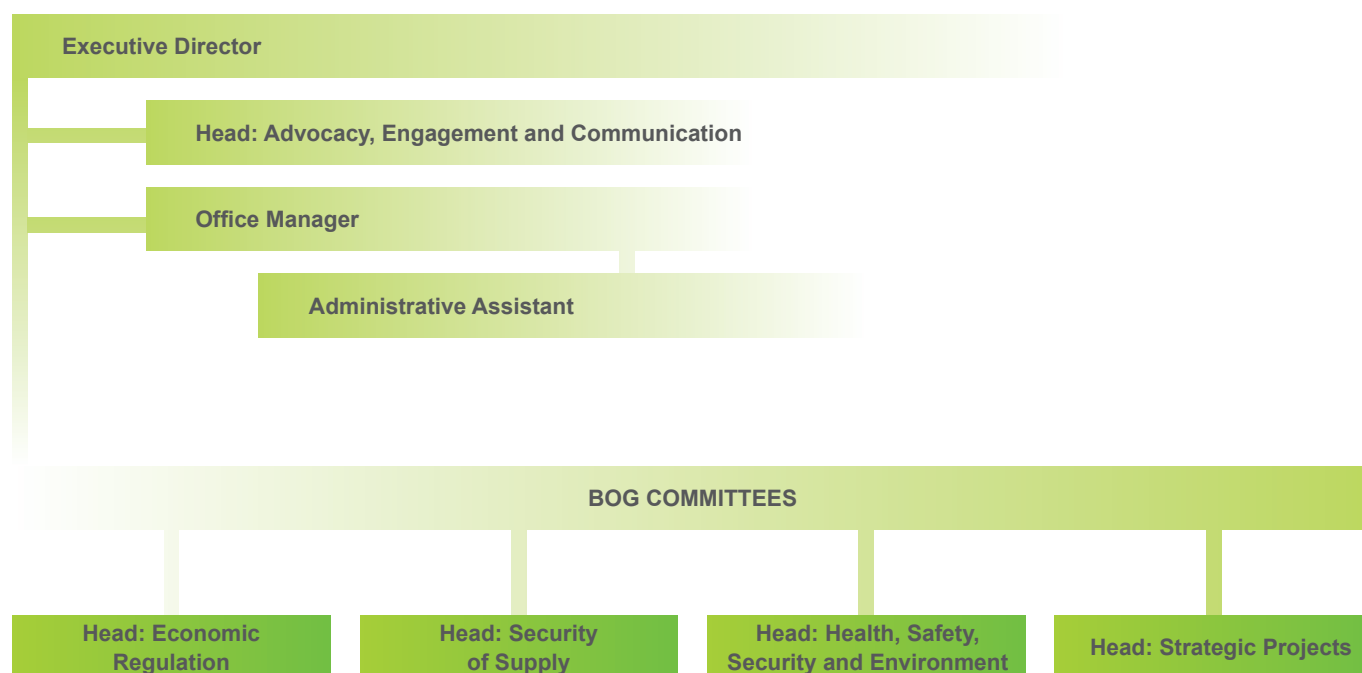 Executive Director
Head: Advocacy, Engagement and Communication
Office Manager
Administrative Assistant
BOG COMMITTEES
Head: Economic
Regulation
Head: Security
of Supply
Head: Health, Safety,
Security and Environment
Head: Strategic Projects